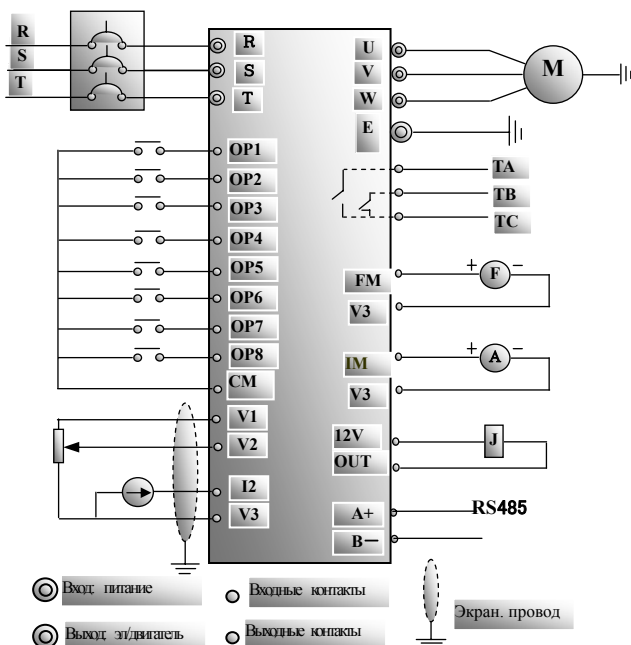 R
S
T
R
S
T
OP1
OP2
OP3
OP4
OP5
OP6
OP7
OP8
CM
V1
V2
I2
V3
U
V
W
E
M
TA
TB
TC
FM
+ F −
V3
IM
+ A −
V3
12V
J
OUT
A+
RS485
B−
Вход: питание
Входные контакты
Выход: эл/двигатель
Выходные контакты
Экран. провод